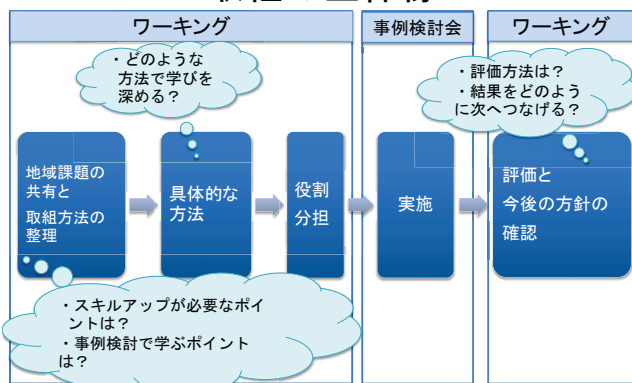 ワーキング
事例検討会
ワーキング
・どのような
方法で学びを
深める？
・評価方法は？
・結果をどのよう
に次へつなげる？
地域課題の
共有と
取組方法の
整理
具体的な
方法
役割
分担
実施
評価と
今後の方針の
確認
・スキルアップが必要なポイ
ントは？
・事例検討で学ぶポイント
は？